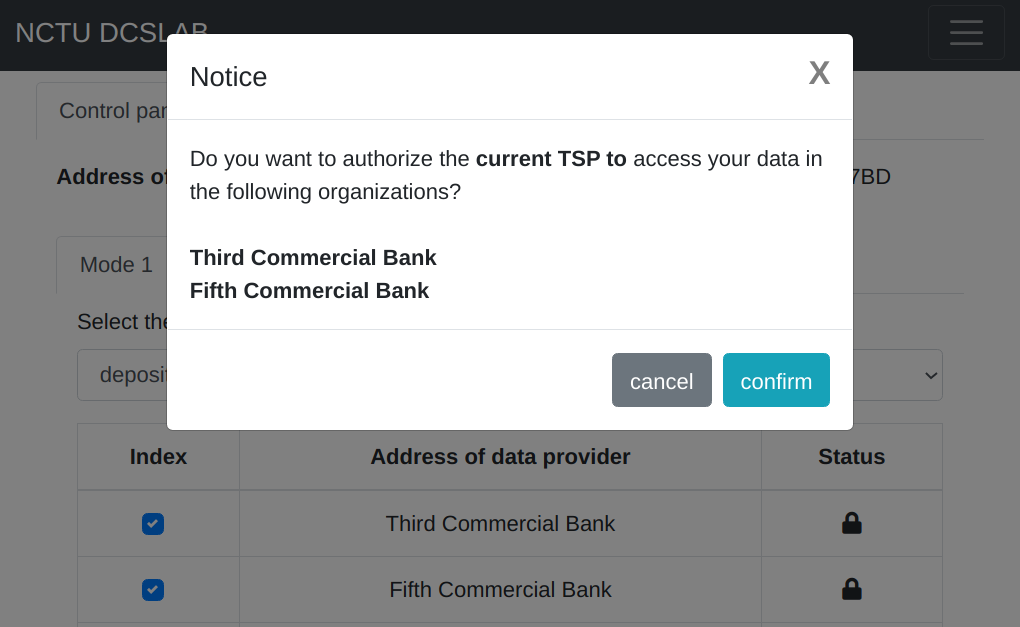 NCTU DCSLAB
Notice
X
Control
Do you want to authorize the current TSP to access your data in
the following organizations?
Address of
7BD
Third Commercial Bank
Fifth Commercial Bank
Mode 1
Select the
deposit
cancel
confirm
Index
Address of data provider
Status
Third Commercial Bank
Fifth Commercial Bank